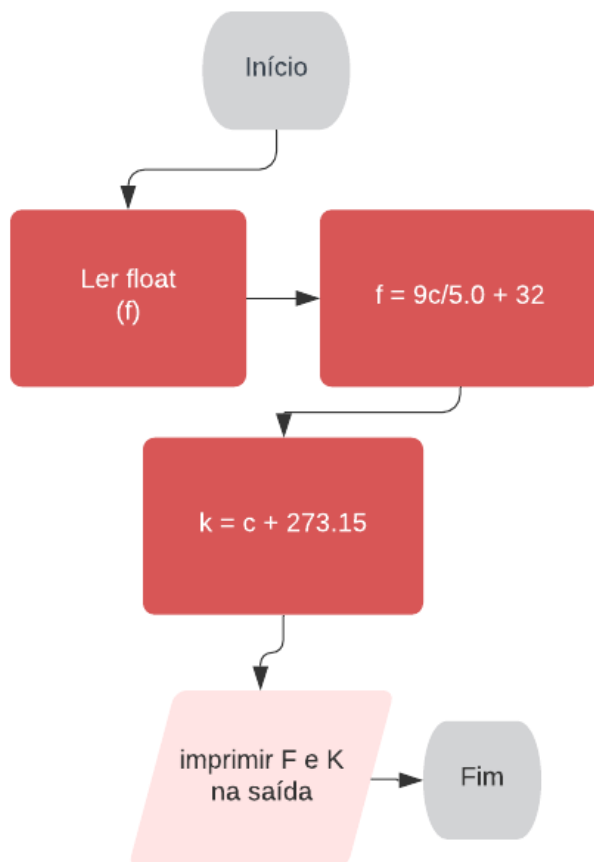 Início
Ler float
(f)
f = 9c/5.0 + 32
k = c + 273.15
imprimir F e K
na saída
Fim